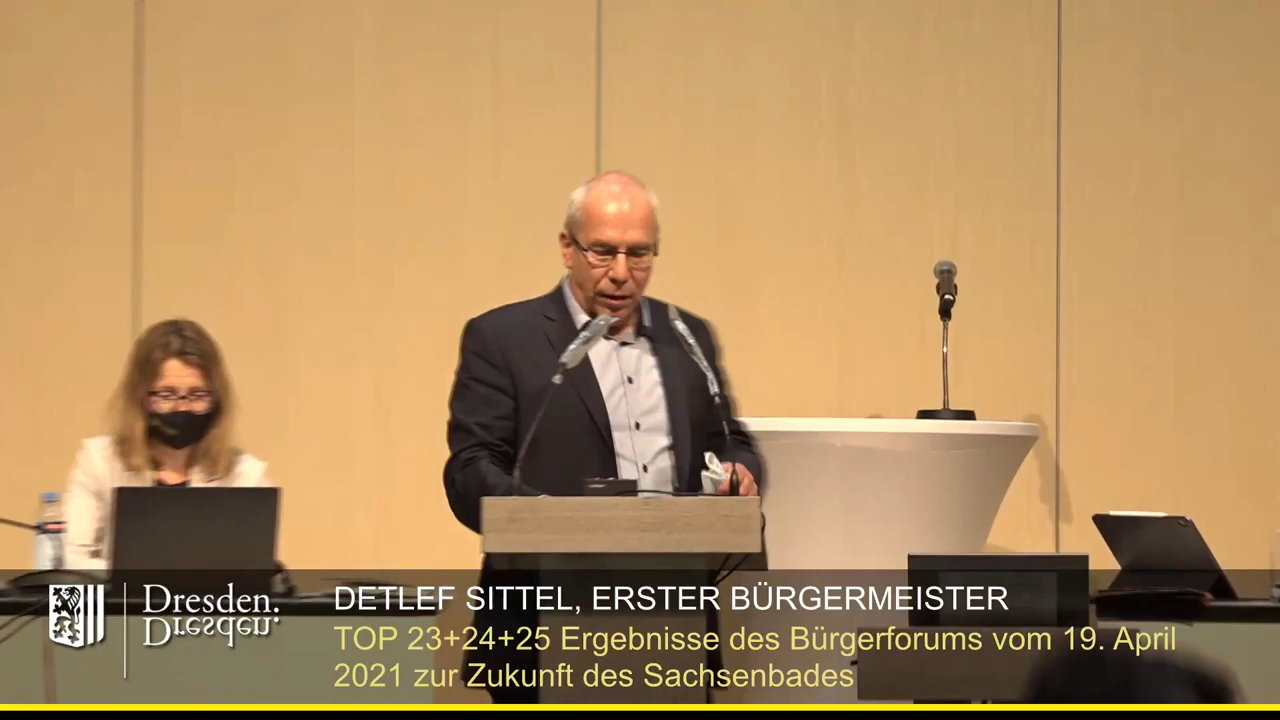 Dresden.
Dresden.
DETLEF SITTEL, ERSTER BÜRGERMEISTER
TOP 23+24+25 Ergebnisse des Bürgerforums vom 19. April
2021 zur Zukunft des Sachsenbades